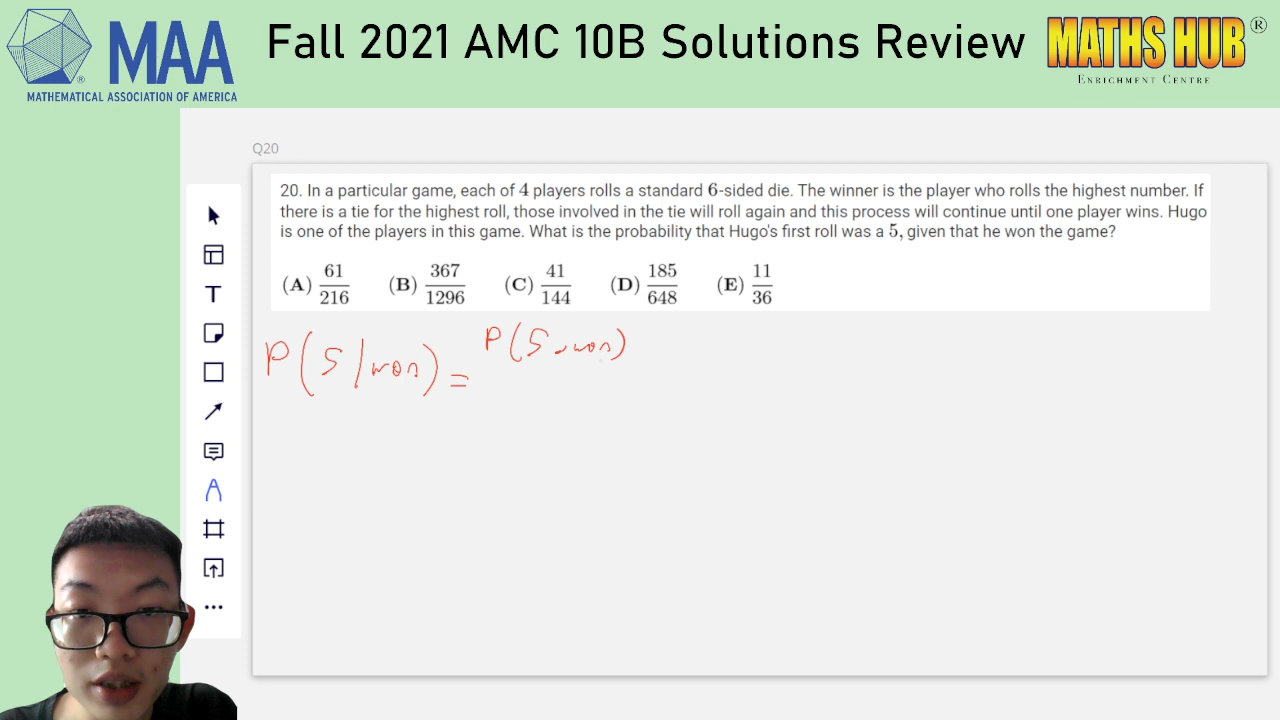 MAA
MATHEMATICAL ASSOCIATION OF AMERICA
Fall 2021 AMC 10B Solutions Review
MATHS HUB®
ENRICHMENT CENTRE
Q20
20. In a particular game, each of 4 players rolls a standard 6-sided die. The winner is the player who rolls the highest number. If
there is a tie for the highest roll, those involved in the tie will roll again and this process will continue until one player wins. Hugo
is one of the players in this game. What is the probability that Hugo's first roll was a 5, given that he won the game?
(A) 61/216 (B) 367/1296 (C) 41/144 (D) 185/648 (E) 11/36
P(5/won) = P(5, won)
T